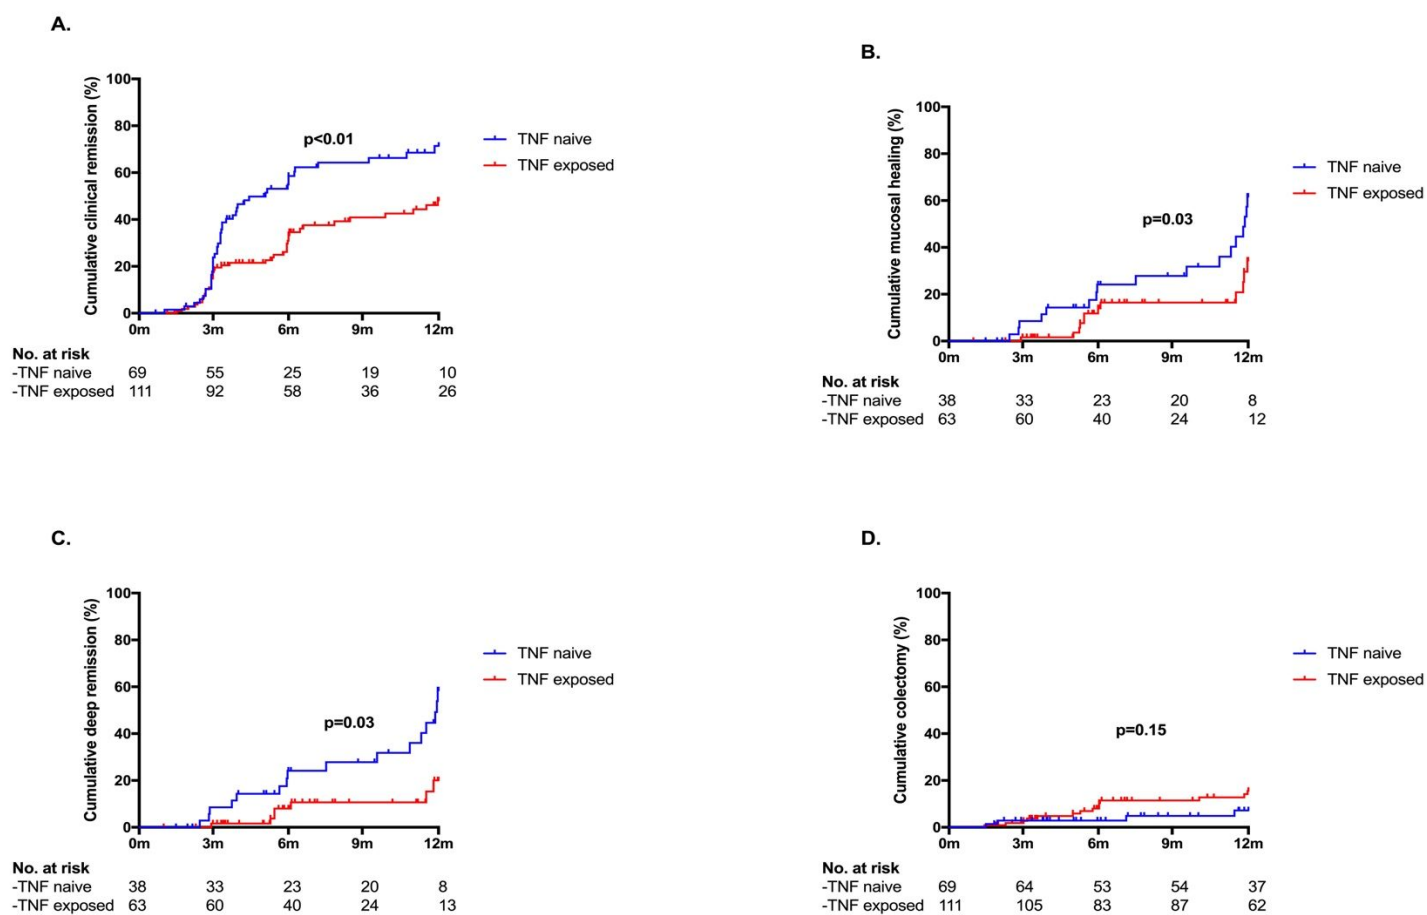 A.
Cumulative clinical remission (%)
100
80
60
40
20
0
0m 3m 6m 9m 12m
p<0.01
TNF naive
TNF exposed
No. at risk
-TNF naive 69 55 25 19 10
-TNF exposed 111 92 58 36 26
B.
Cumulative mucosal healing (%)
100
80
60
40
20
0
0m 3m 6m 9m 12m
p=0.03
TNF naive
TNF exposed
No. at risk
-TNF naive 38 33 23 20 8
-TNF exposed 63 60 40 24 12
C.
Cumulative deep remission (%)
100
80
60
40
20
0
0m 3m 6m 9m 12m
p=0.03
TNF naive
TNF exposed
No. at risk
-TNF naive 38 33 23 20 8
-TNF exposed 63 60 40 24 13
D.
Cumulative colectomy (%)
100
80
60
40
20
0
0m 3m 6m 9m 12m
p=0.15
TNF naive
TNF exposed
No. at risk
-TNF naive 69 64 53 54 37
-TNF exposed 111 105 83 87 62